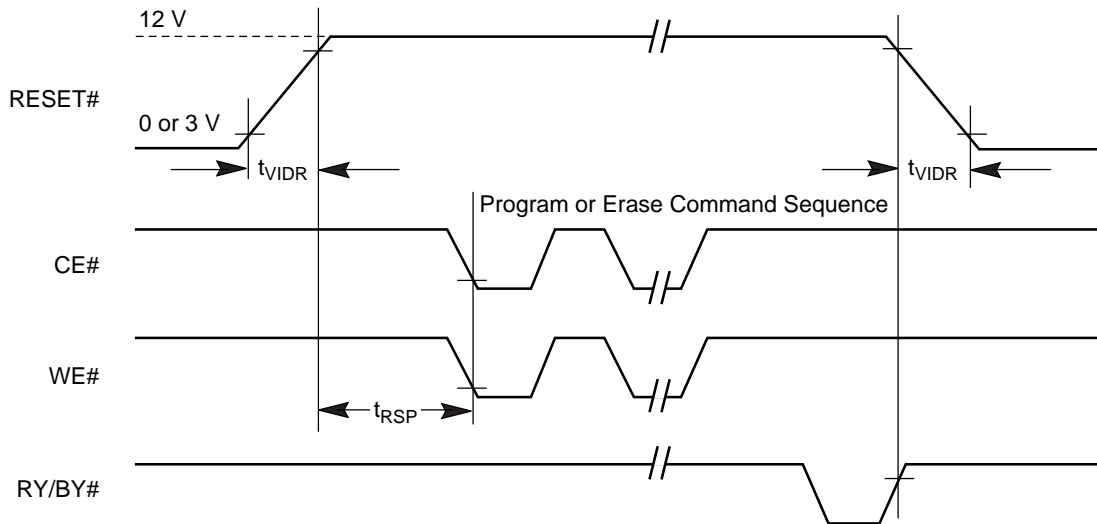 12 V
RESET#
0 or 3 V
tVIDR
tVIDR
Program or Erase Command Sequence
CE#
WE#
tRSP
RY/BY#